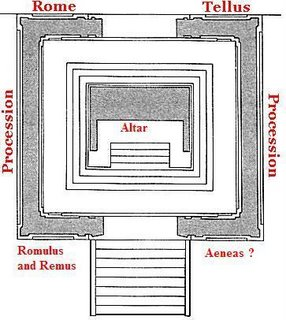 Rome
Tellus
Procession
Procession
Altar
Romulus
and Remus
Aeneas ?